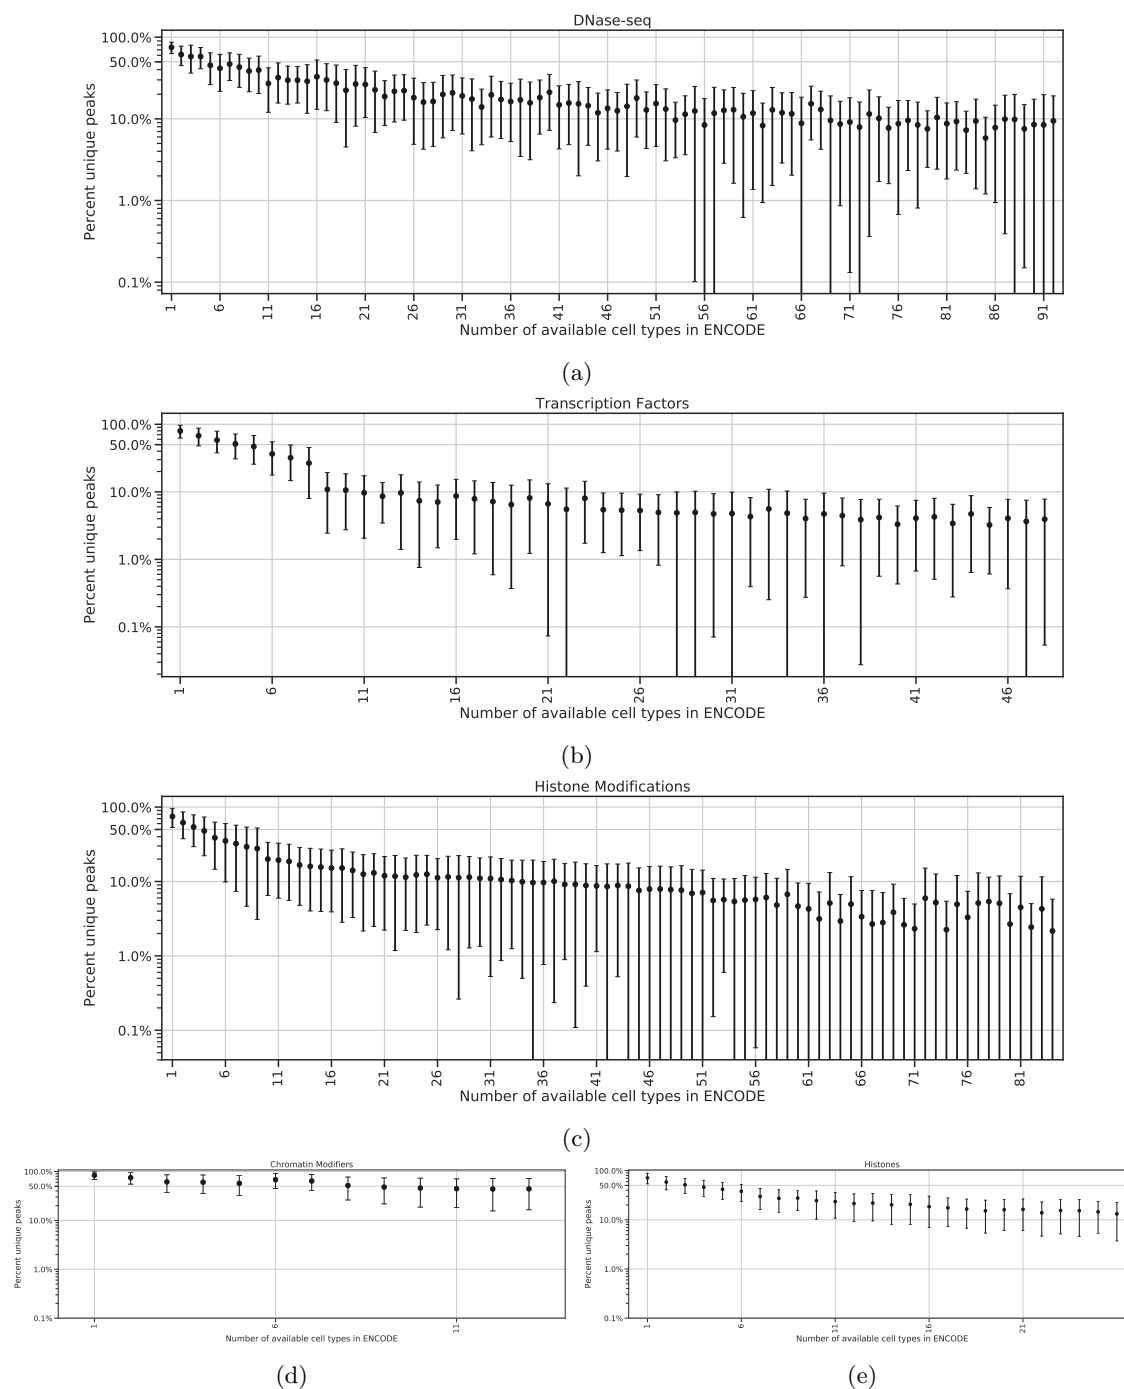 DNase-seq
100.0%
50.0%
10.0%
1.0%
0.1%
Percent unique peaks
1 6 11 16 21 26 31 36 41 46 51 56 61 66 71 76 81 86 91
Number of available cell types in ENCODE
(a)
Transcription Factors
100.0%
50.0%
10.0%
1.0%
0.1%
Percent unique peaks
1 6 11 16 21 26 31 36 41 46
Number of available cell types in ENCODE
(b)
Histone Modifications
100.0%
50.0%
10.0%
1.0%
0.1%
Percent unique peaks
1 6 11 16 21 26 31 36 41 46 51 56 61 66 71 76 81
Number of available cell types in ENCODE
(c)
Chromatin Modifiers
100.0%
50.0%
10.0%
1.0%
0.1%
Percent unique peaks
1 6 11
Number of available cell types in ENCODE
(d)
Histones
100.0%
50.0%
10.0%
1.0%
0.1%
Percent unique peaks
1 6 11 16 21
Number of available cell types in ENCODE
(e)